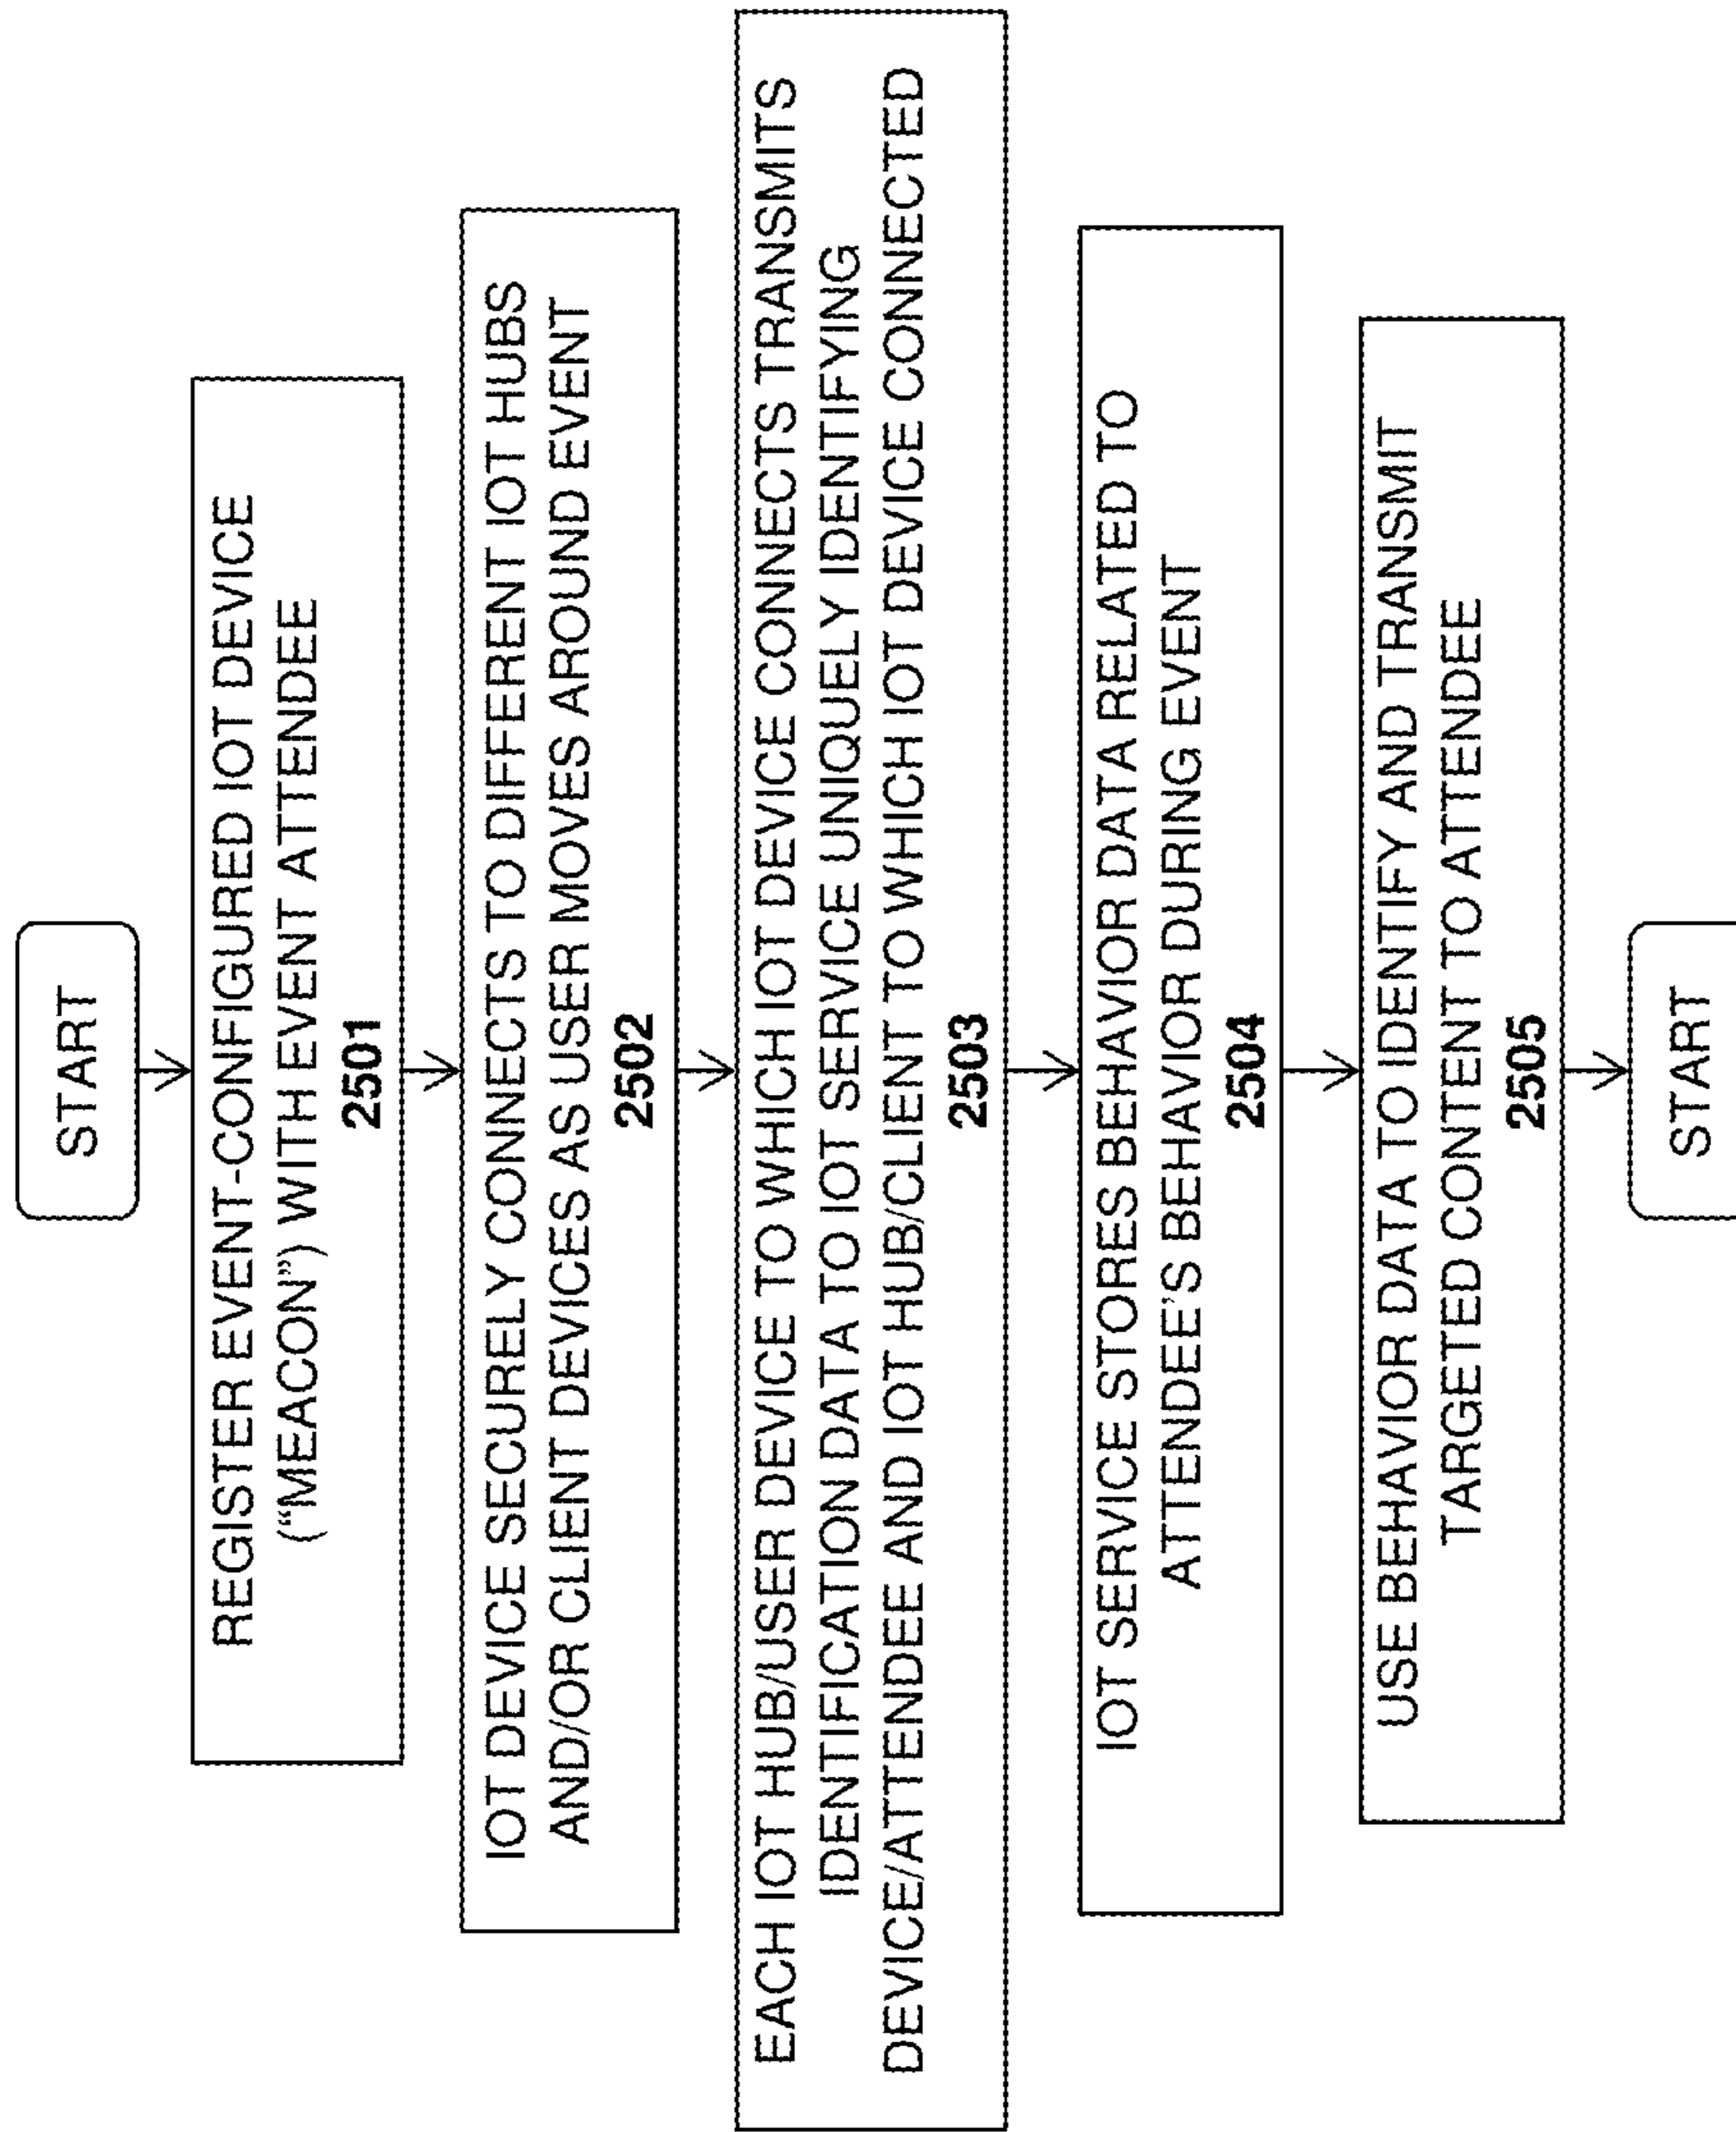 START
REGISTER EVENT-CONFIGURED IOT DEVICE
(“MEACON”) WITH EVENT ATTENDEE
2501
IOT DEVICE SECURELY CONNECTS TO DIFFERENT IOT HUBS
AND/OR CLIENT DEVICES AS USER MOVES AROUND EVENT
2502
EACH IOT HUB/USER DEVICE TO WHICH IOT DEVICE CONNECTS TRANSMITS
IDENTIFICATION DATA TO IOT SERVICE UNIQUELY IDENTIFYING
DEVICE/ATTENDEE AND IOT HUB/CLIENT TO WHICH IOT DEVICE CONNECTED
2503
IOT SERVICE STORES BEHAVIOR DATA RELATED TO
ATTENDEE'S BEHAVIOR DURING EVENT
2504
USE BEHAVIOR DATA TO IDENTIFY AND TRANSMIT
TARGETED CONTENT TO ATTENDEE
2505
START